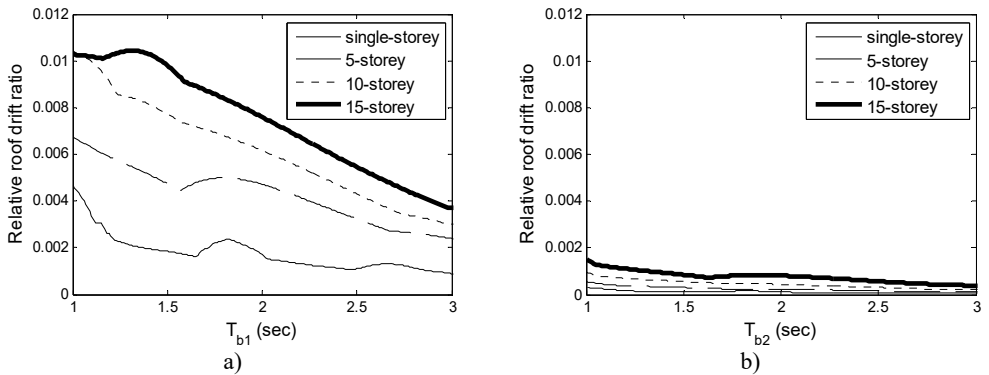 0.012
0.01
0.008
0.006
0.004
0.002
0
Relative roof drift ratio
single-storey
5-storey
10-storey
15-storey
1
1.5
2
2.5
3
T_b1 (sec)
a)
0.012
0.01
0.008
0.006
0.004
0.002
0
Relative roof drift ratio
single-storey
5-storey
10-storey
15-storey
1
1.5
2
2.5
3
T_b2 (sec)
b)